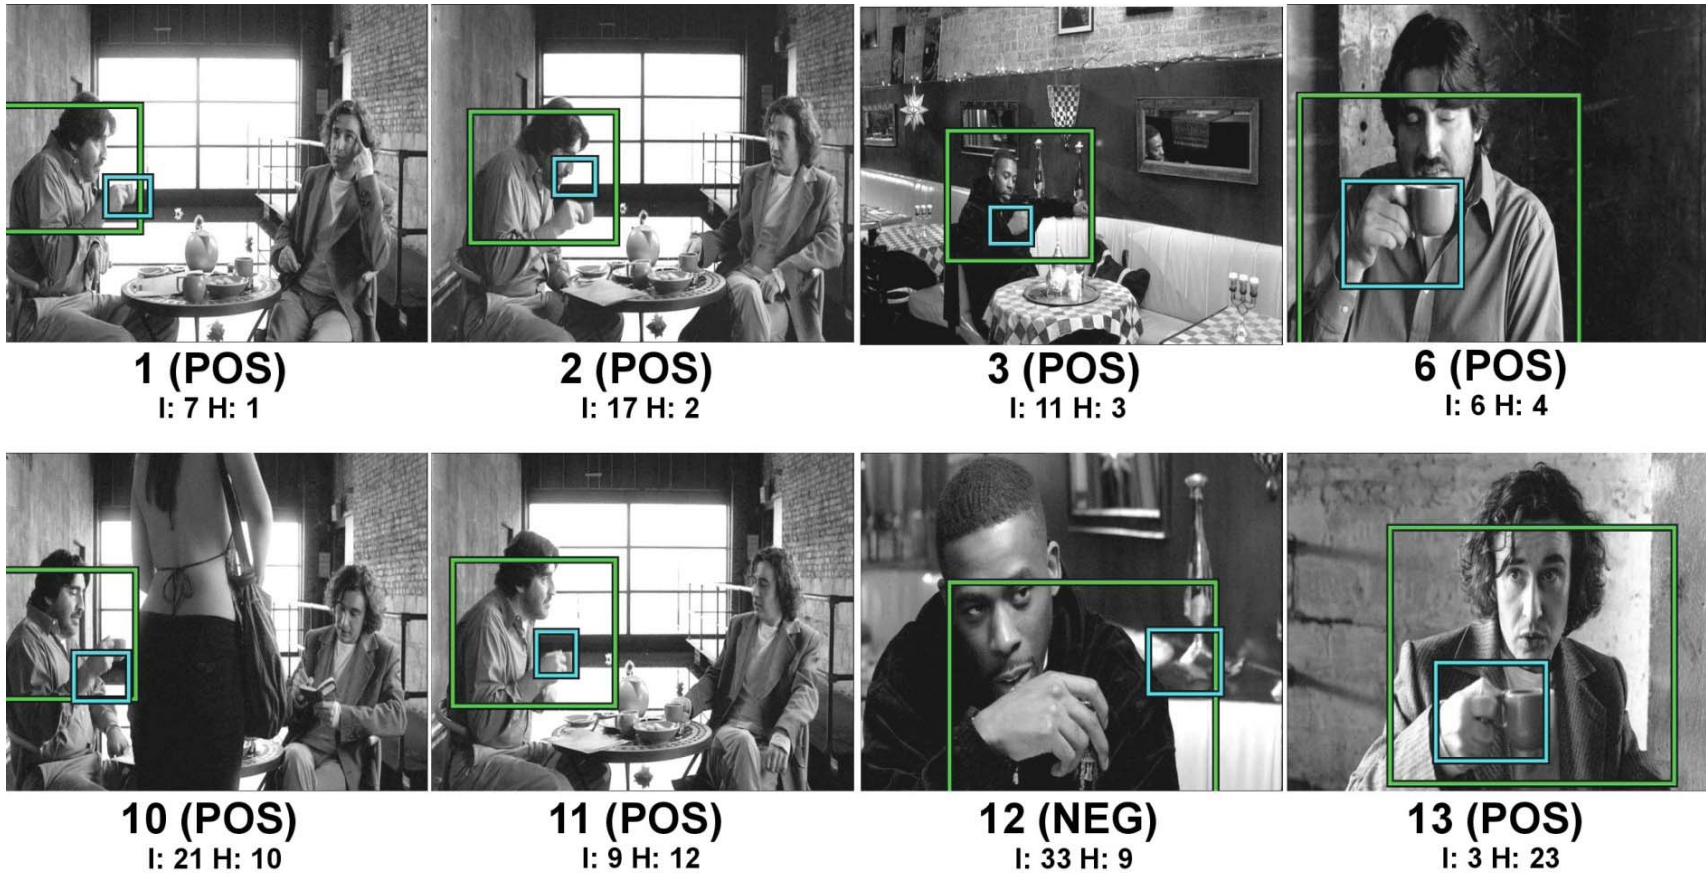 1 (POS)
I: 7 H: 1
2 (POS)
I: 17 H: 2
3 (POS)
I: 11 H: 3
6 (POS)
I: 6 H: 4
10 (POS)
I: 21 H: 10
11 (POS)
I: 9 H: 12
12 (NEG)
I: 33 H: 9
13 (POS)
I: 3 H: 23